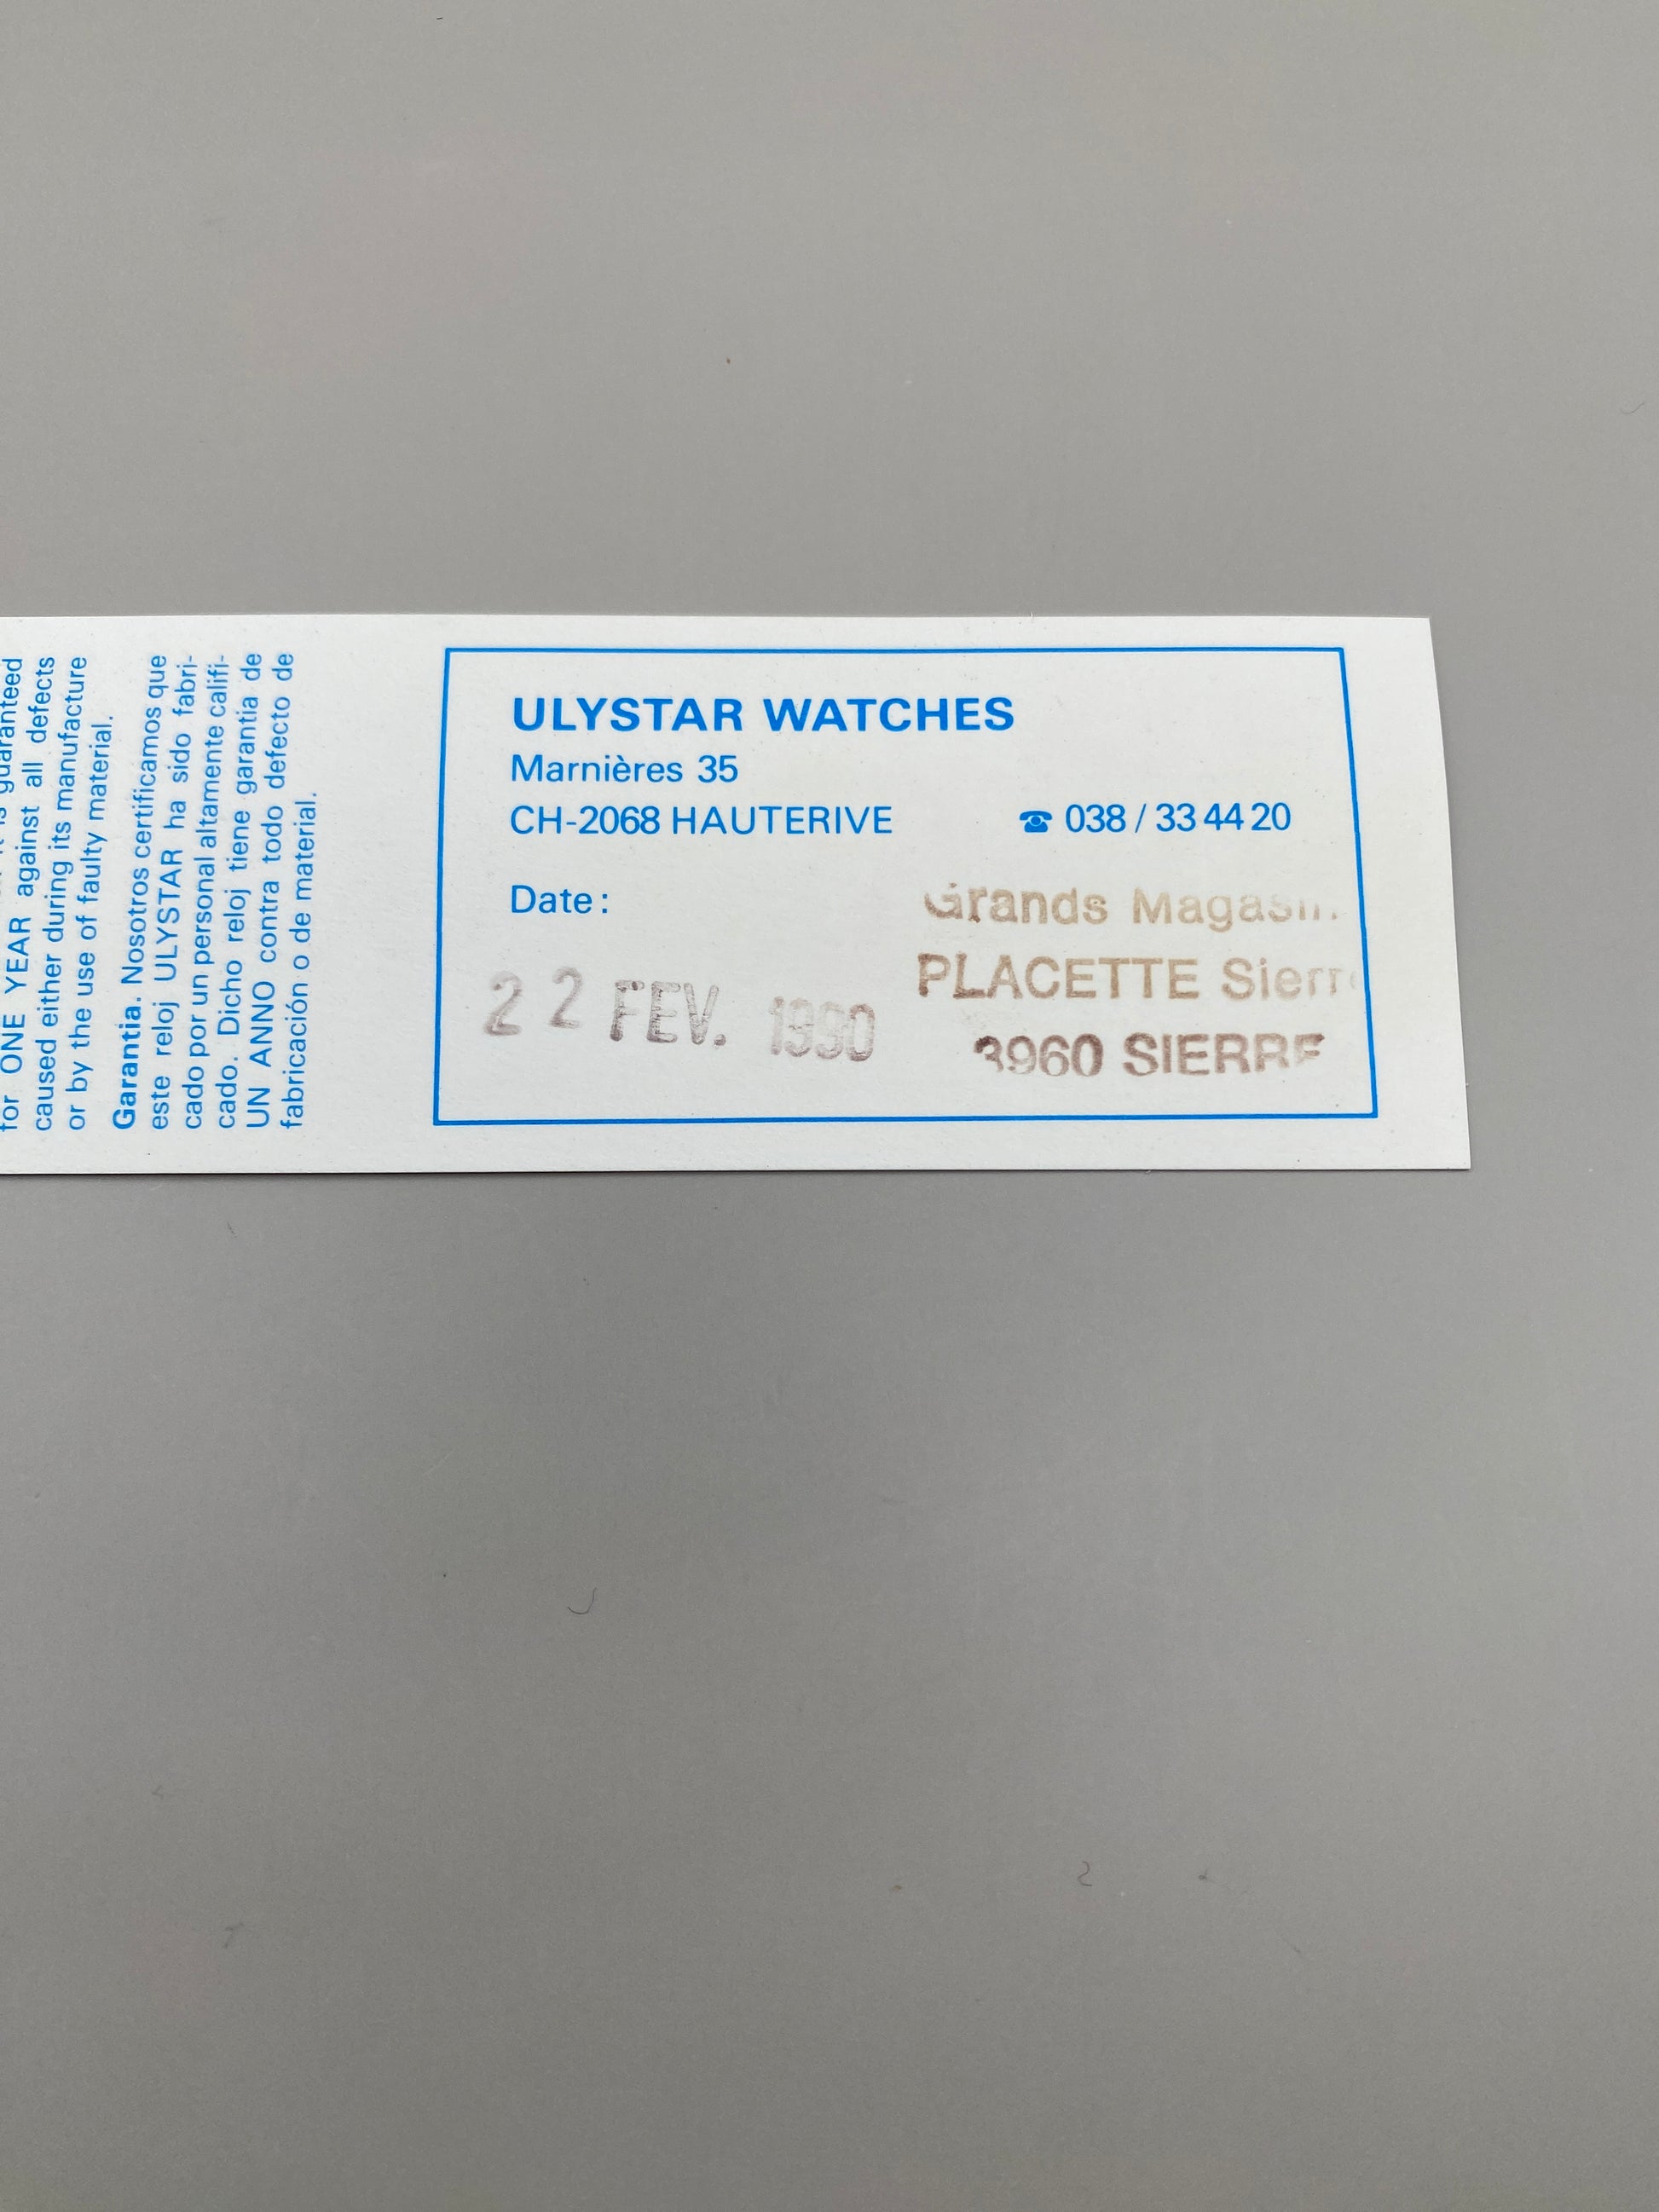 guaranteed
for ONE YEAR against all defects
caused either during its manufacture
or by the use of faulty material.
Garantia. Nosotros certificamos que
este reloj ULYSTAR ha sido fabri-
cado por un personal altamente califi-
cado. Dicho reloj tiene garantia de
UN ANNO contra todo defecto de
fabricación o de material.
ULYSTAR WATCHES
Marnières 35
CH-2068 HAUTERIVE ☎ 038 / 33 44 20
Date:
Grands
PLACETTE
22 FEV. 1990
3960 SIERRE